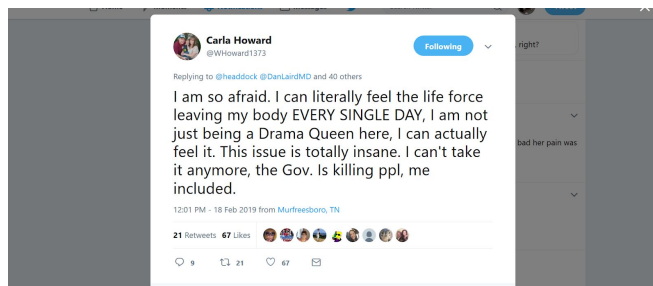 Carla Howard
@WHoward1373
Following
right?
Replying to @headdock @DanLairdMD and 40 others
I am so afraid. I can literally feel the life force
leaving my body EVERY SINGLE DAY, I am not
just being a Drama Queen here, I can actually
feel it. This issue is totally insane. I can't take
it anymore, the Gov. Is killing ppl, me
included.
bad her pain was
12:01 PM - 18 Feb 2019 from Murfreesboro, TN
21 Retweets 67 Likes
9 21 67